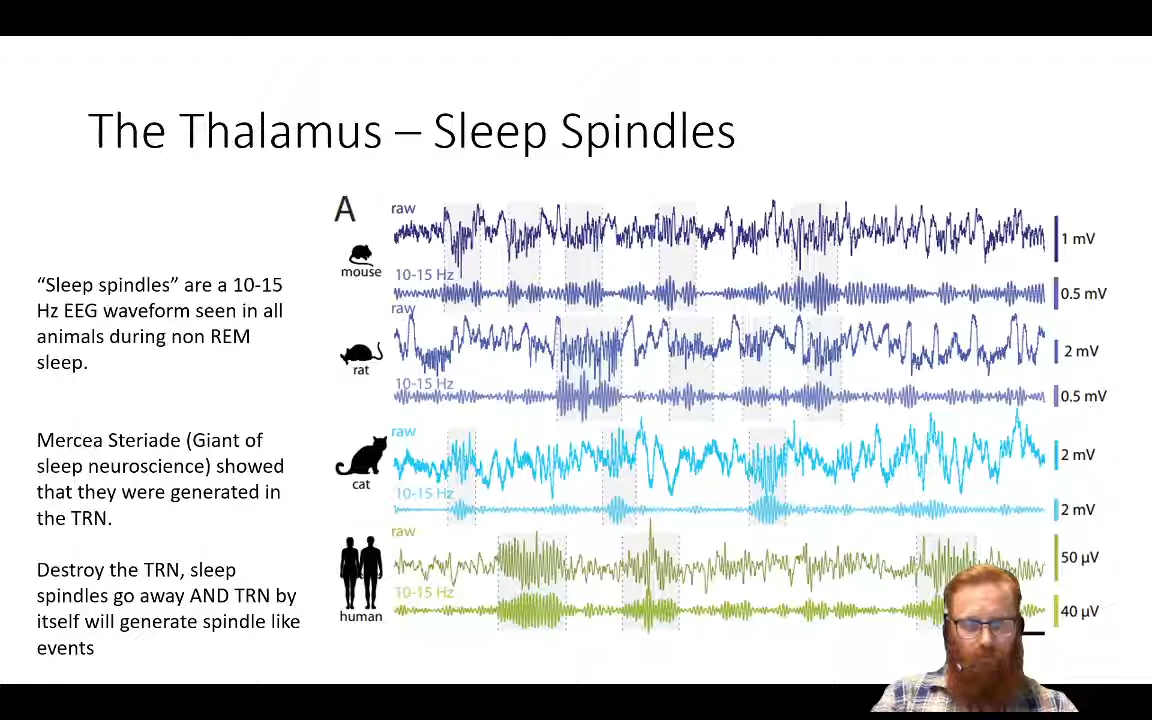 The Thalamus – Sleep Spindles
“Sleep spindles” are a 10-15
Hz EEG waveform seen in all
animals during non REM
sleep.
Mercea Steriade (Giant of
sleep neuroscience) showed
that they were generated in
the TRN.
Destroy the TRN, sleep
spindles go away AND TRN by
itself will generate spindle like
events
A
raw
mouse
1 mV
10-15 Hz
0.5 mV
raw
rat
2 mV
10-15 Hz
0.5 mV
raw
cat
2 mV
10-15 Hz
2 mV
raw
50 µV
10-15 Hz
human
40 µV